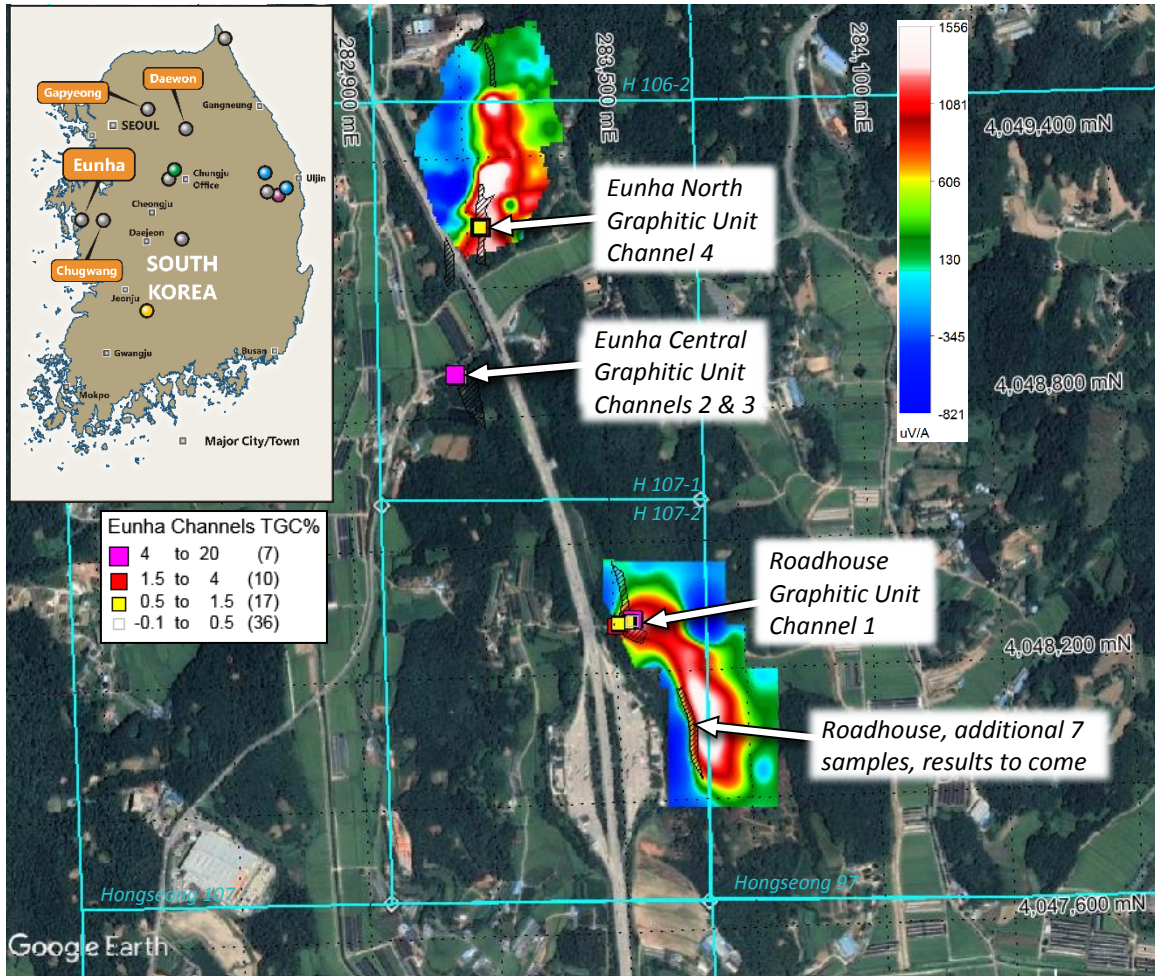 Daewon
Gapyeong
Gangneung
SEOUL
Eunha
Chungju
Office
Uljin
Cheongju
Daejeon
Chugwang
SOUTH
KOREA
Jeonju
Gwangju
Busan
Mokpo
Major City/Town
282,900 mE
283,500 mE
284,100 mE
H 106-2
4,049,400 mN
1556
1081
606
130
-345
-821
uV/A
Eunha North
Graphitic Unit
Channel 4
Eunha Central
Graphitic Unit
Channels 2 & 3
4,048,800 mN
H 107-1
H 107-2
Eunha Channels TGC%
4 to 20 (7)
1.5 to 4 (10)
0.5 to 1.5 (17)
-0.1 to 0.5 (36)
Roadhouse
Graphitic Unit
Channel 1
4,048,200 mN
Roadhouse, additional 7
samples, results to come
Hongseong 107
Hongseong 97
4,047,600 mN
Google Earth